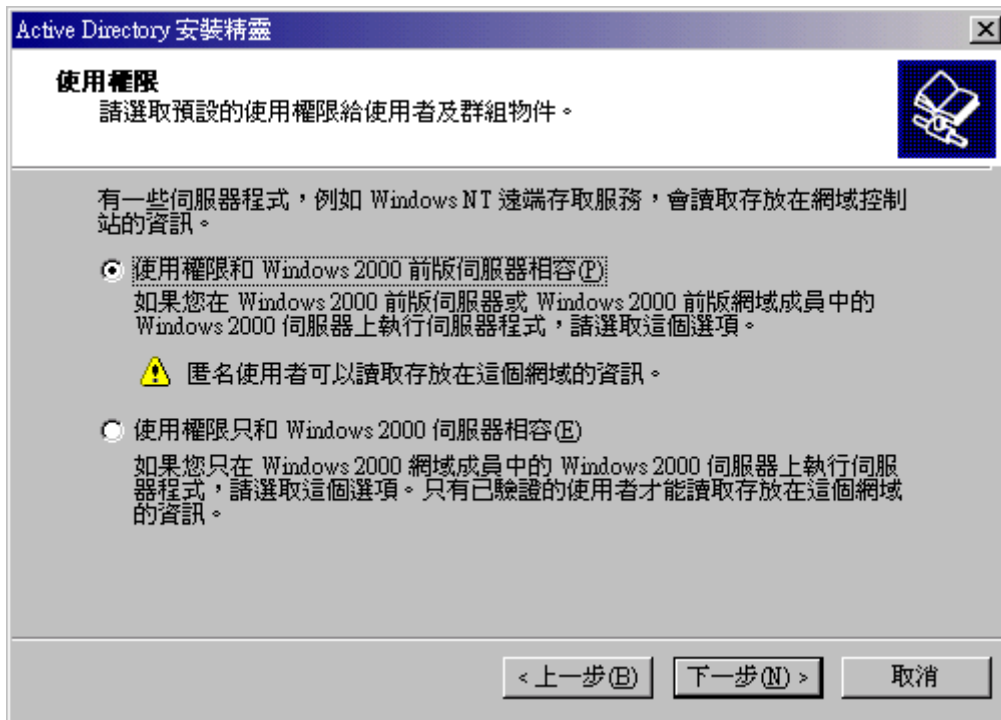 Active Directory 安裝精靈
使用權限
請選取預設的使用權限給使用者及群組物件。
有一些伺服器程式，例如 Windows NT 遠端存取服務，會讀取存放在網域控制
站的資訊。
使用權限和 Windows 2000 前版伺服器相容(P)
如果您在 Windows 2000 前版伺服器或 Windows 2000 前版網域成員中的
Windows 2000 伺服器上執行伺服器程式，請選取這個選項。
匿名使用者可以讀取存放在這個網域的資訊。
使用權限只和 Windows 2000 伺服器相容(E)
如果您只在 Windows 2000 網域成員中的 Windows 2000 伺服器上執行伺服
器程式，請選取這個選項。只有已驗證的使用者才能讀取存放在這個網域
的資訊。
<上一步(B) 下一步(N)> 取消